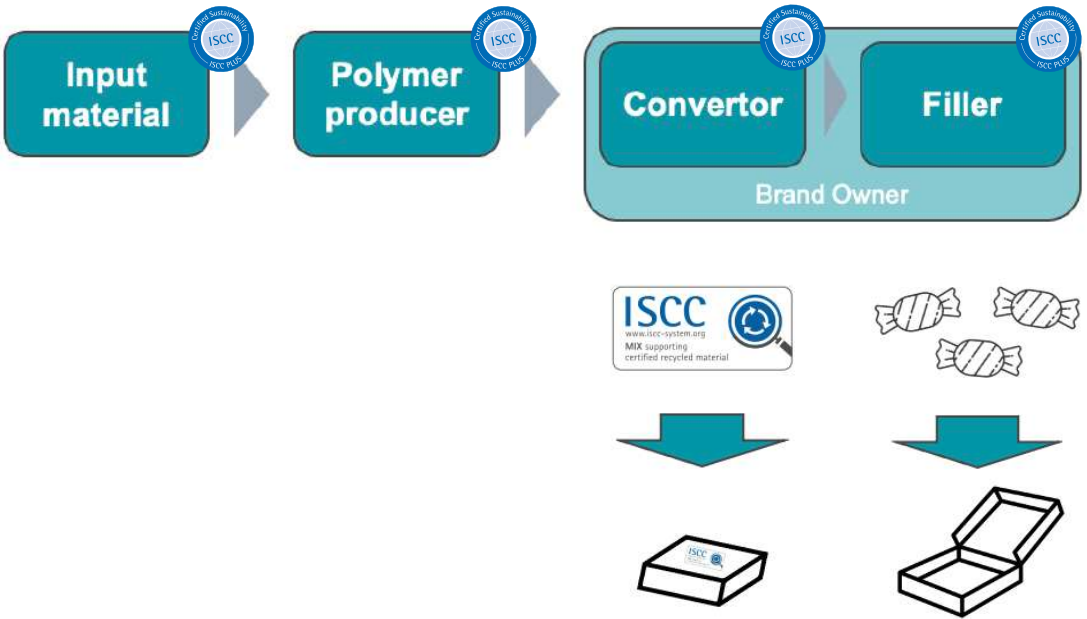 Certified Sustainability
ISCC
ISCC PLUS
Certified Sustainability
ISCC
ISCC PLUS
Certified Sustainability
ISCC
ISCC PLUS
Certified Sustainability
ISCC
ISCC PLUS
Input
material
Polymer
producer
Convertor
Filler
Brand Owner
ISCC
www.iscc-system.org
MIX supporting
certified recycled material
ISCC